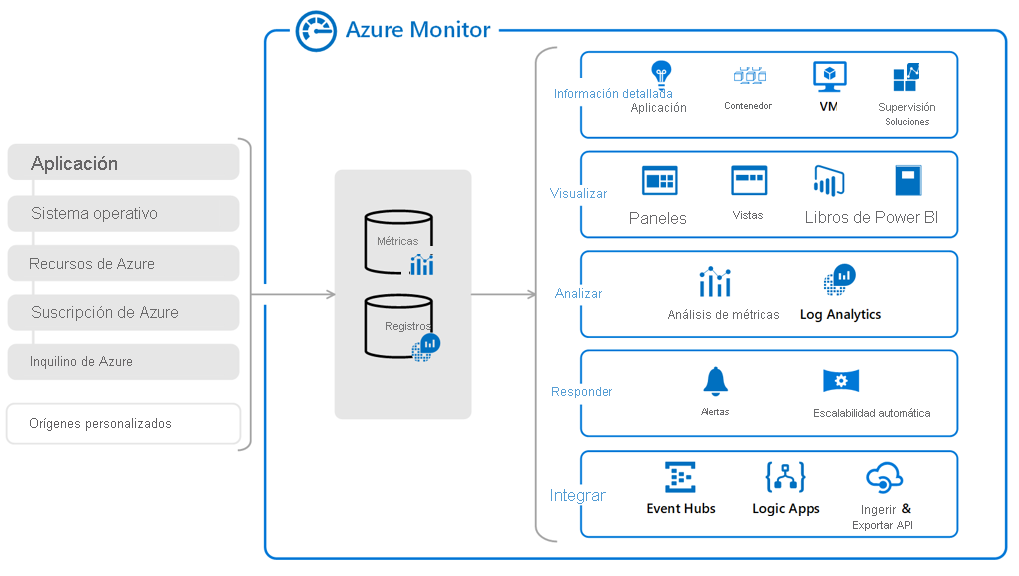 Azure Monitor
Aplicación
Sistema operativo
Recursos de Azure
Suscripción de Azure
Inquilino de Azure
Orígenes personalizados
Métricas
Registros
Información detallada
Aplicación
Contenedor
VM
Supervisión
Soluciones
Visualizar
Paneles
Vistas
Libros de Power BI
Analizar
Análisis de métricas
Log Analytics
Responder
Alertas
Escalabilidad automática
Integrar
Event Hubs
Logic Apps
Ingerir &
Exportar API